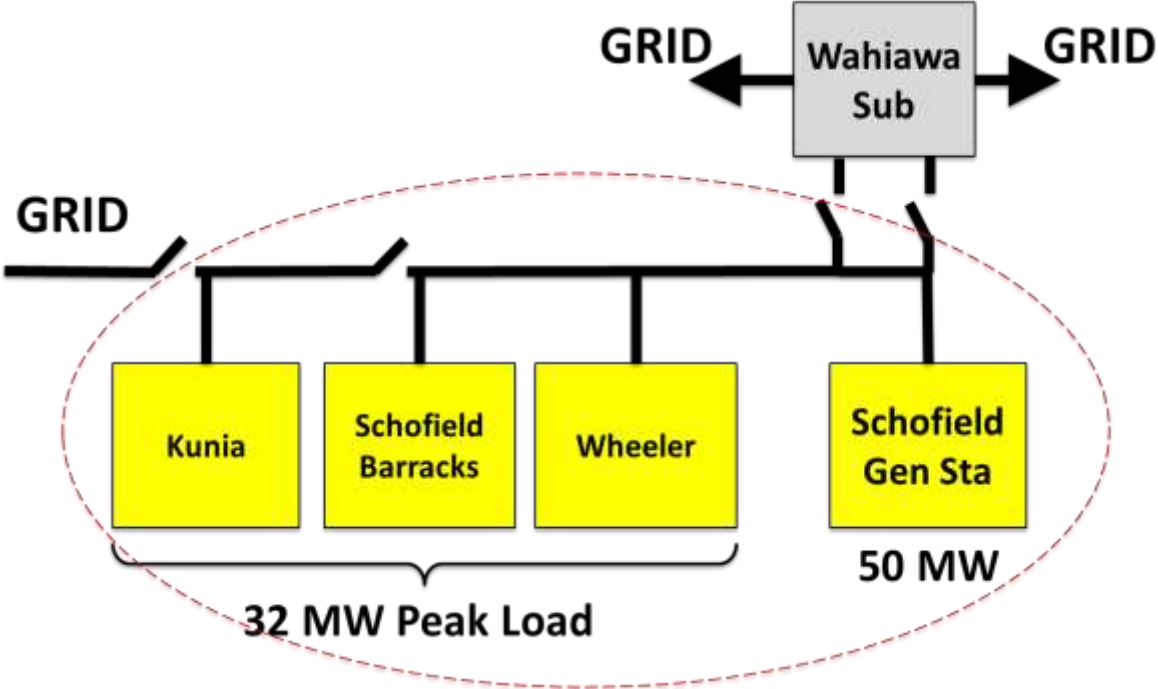 GRID
Wahiawa
Sub
GRID
GRID
Kunia
Schofield
Barracks
Wheeler
Schofield
Gen Sta
50 MW
32 MW Peak Load